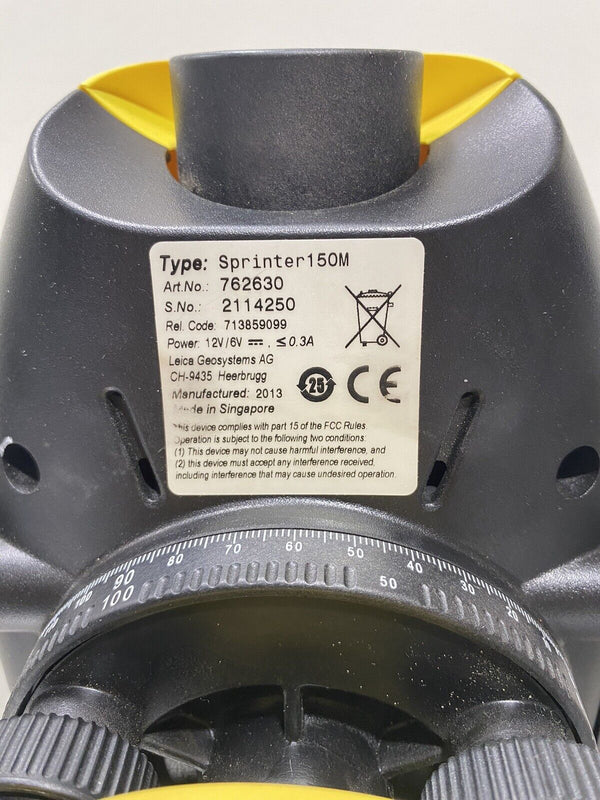 Type: Sprinter150M
Art.No.: 762630
S.No.: 2114250
Rel. Code: 713859099
Power: 12V/6V ⎓ , ≤ 0.3A
Leica Geosystems AG
CH-9435 Heerbrugg
25 CE
Manufactured: 2013
Made in Singapore
This device complies with part 15 of the FCC Rules.
Operation is subject to the following two conditions:
(1) This device may not cause harmful interference, and
(2) this device must accept any interference received,
including interference that may cause undesired operation.
100 90 80 70 60 50 40 30 20
100 50